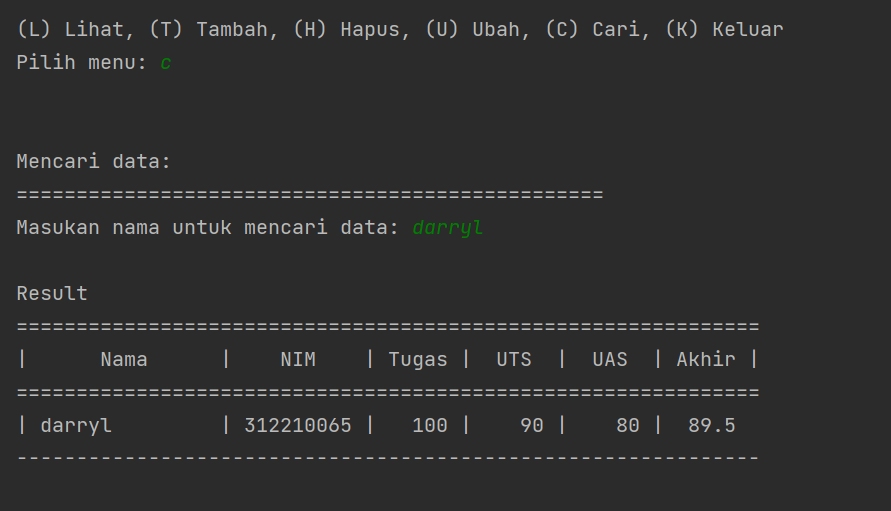 (L) Lihat, (T) Tambah, (H) Hapus, (U) Ubah, (C) Cari, (K) Keluar
Pilih menu: c
Mencari data:
=================================================
Masukan nama untuk mencari data: darryl
Result
==============================================================
|      Nama      |    NIM    | Tugas |  UTS  |  UAS  | Akhir |
==============================================================
| darryl         | 312210065 |   100 |    90 |    80 |  89.5
--------------------------------------------------------------